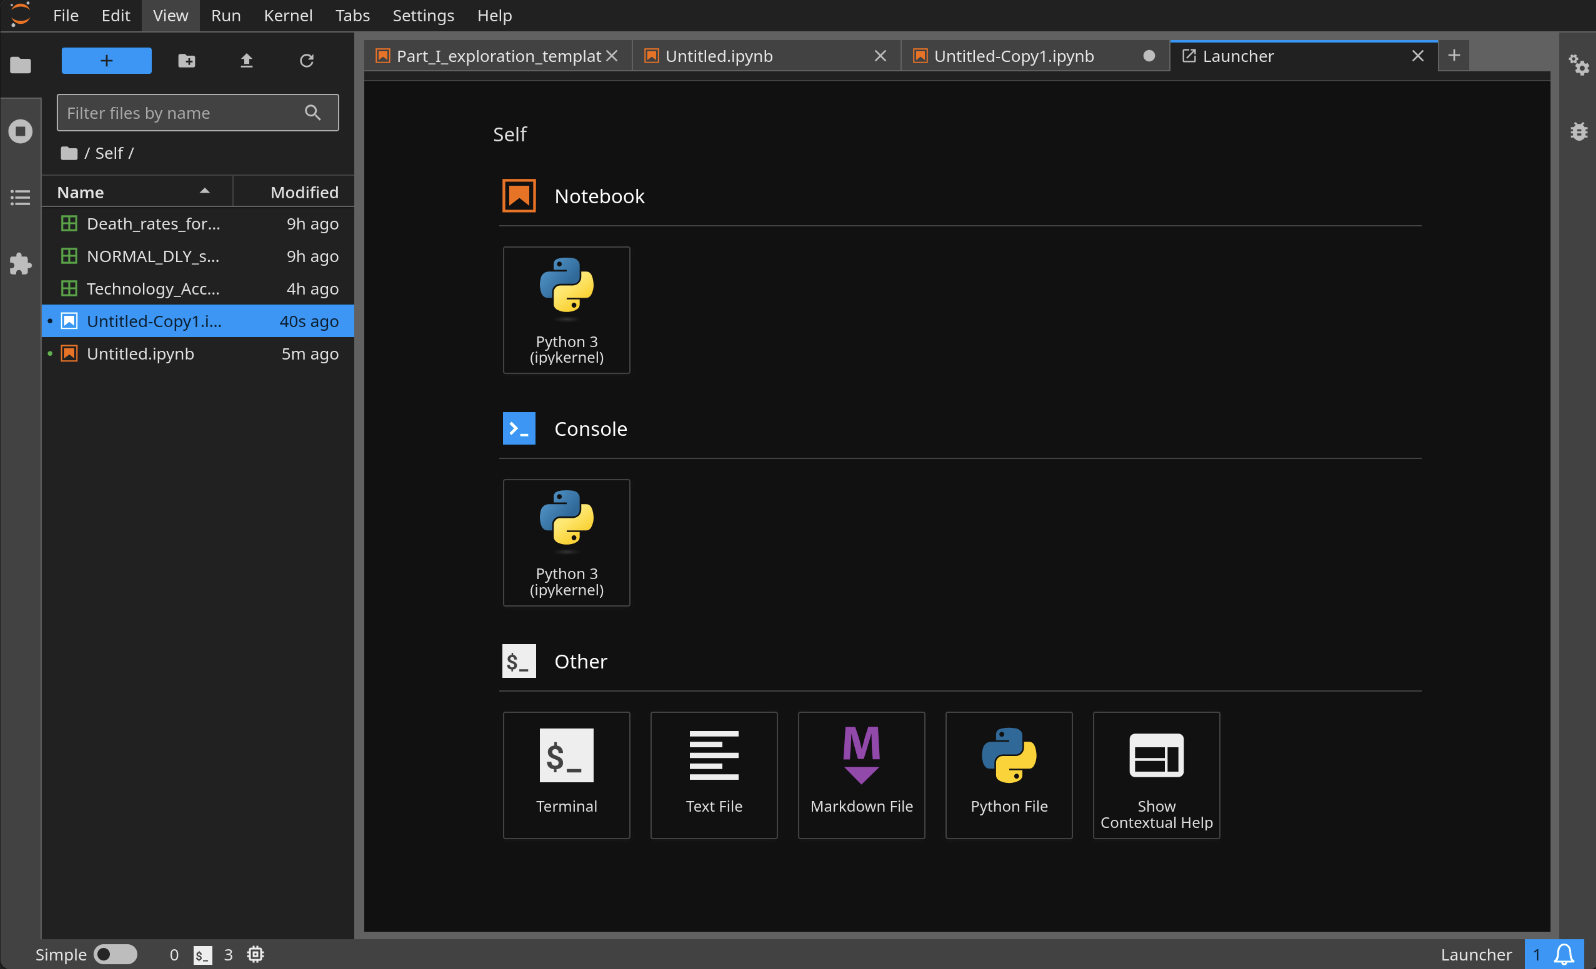 File Edit View Run Kernel Tabs Settings Help
Part_I_exploration_templat Untitled.ipynb Untitled-Copy1.ipynb Launcher
Filter files by name
/ Self /
Name Modified
Death_rates_for... 9h ago
NORMAL_DLY_s... 9h ago
Technology_Acc... 4h ago
Untitled-Copy1.i... 40s ago
Untitled.ipynb 5m ago
Self
Notebook
Python 3
(ipykernel)
Console
Python 3
(ipykernel)
$_ Other
$_ M
Terminal Text File Markdown File Python File Show
Contextual Help
Simple 0 $_ 3 Launcher 1